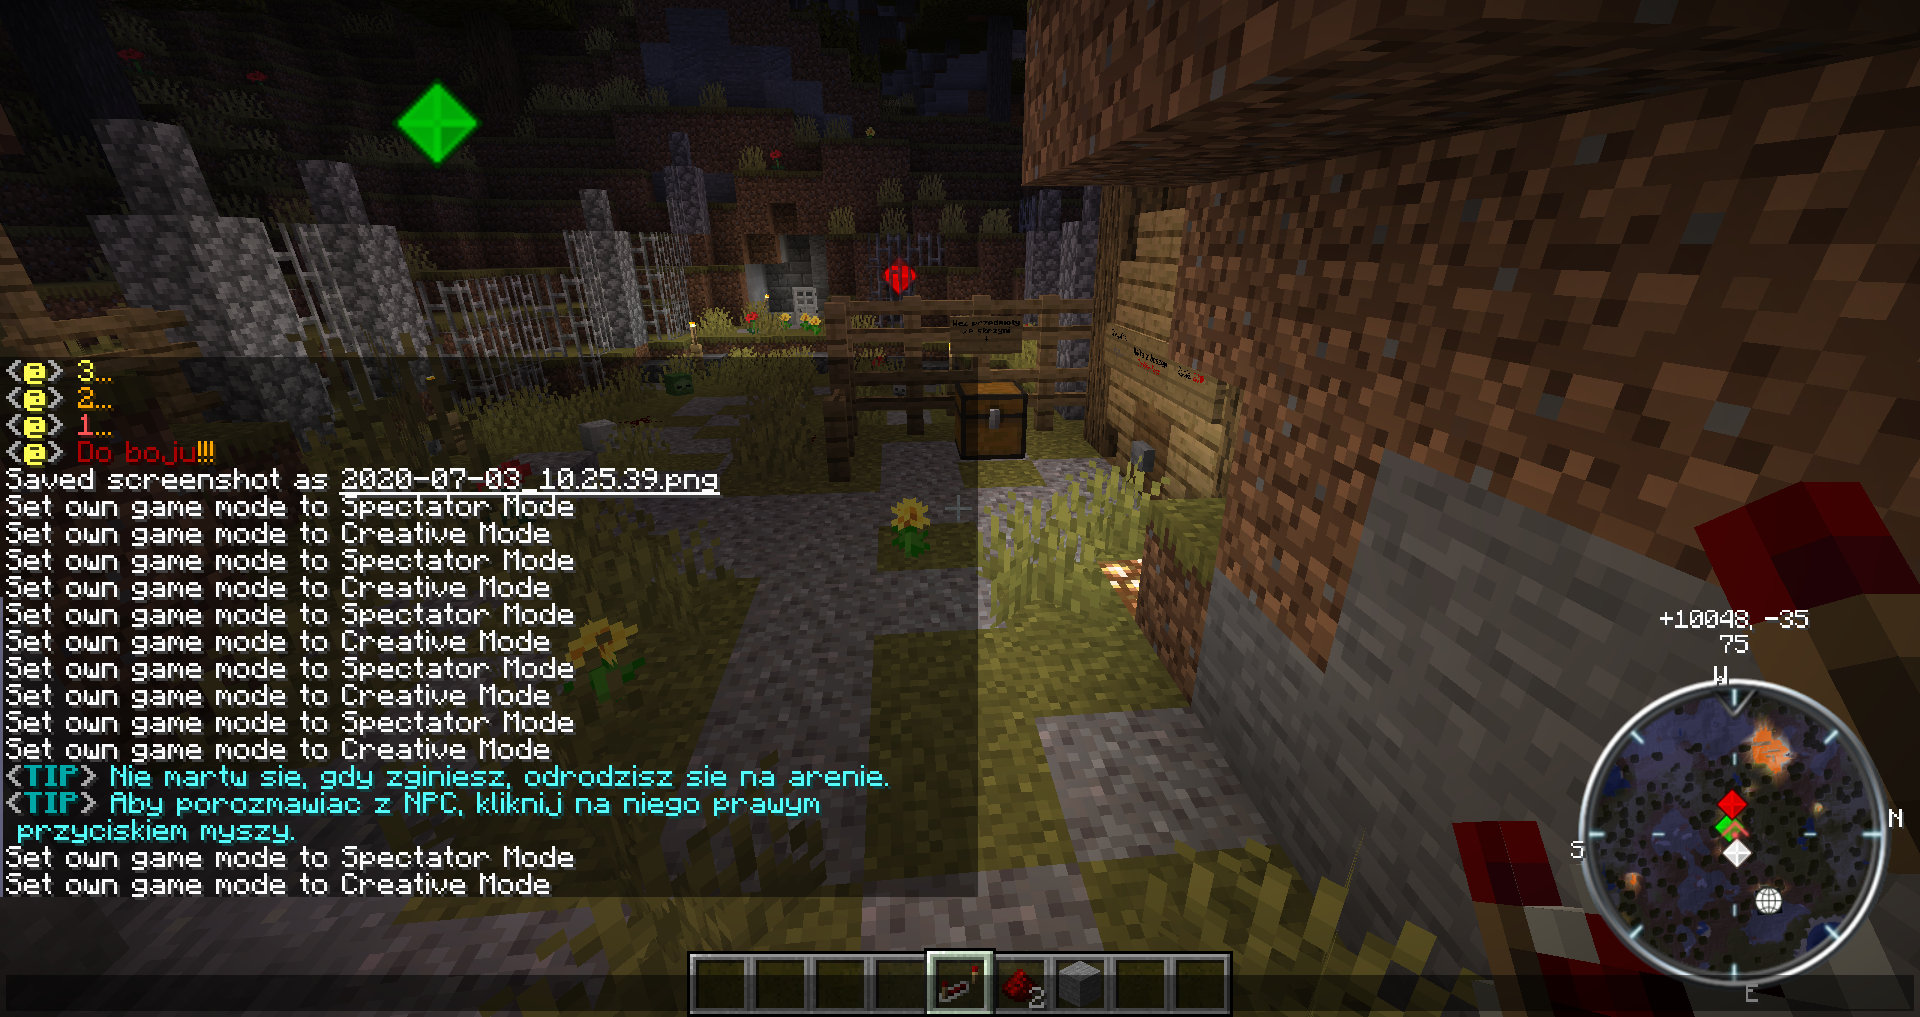 <@> 3...
<@> 2...
<@> 1...
<@> Do boju!!!
Saved screenshot as 2020-07-03_10.25.39.png
Set own game mode to Spectator Mode
Set own game mode to Creative Mode
Set own game mode to Spectator Mode
Set own game mode to Creative Mode
Set own game mode to Spectator Mode
Set own game mode to Creative Mode
Set own game mode to Spectator Mode
Set own game mode to Creative Mode
Set own game mode to Spectator Mode
Set own game mode to Creative Mode
<TIP> Nie martw sie, gdy zginiesz, odrodzisz sie na arenie.
<TIP> Aby porozmawiac z NPC, kliknij na niego prawym
przyciskiem myszy.
Set own game mode to Spectator Mode
Set own game mode to Creative Mode
Wez przedmioty
ze skrzyni
+10048, -35
75
W
N
S
E
2